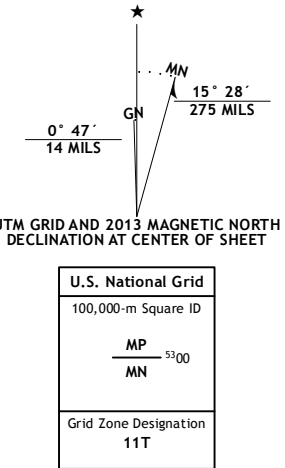 ★
MN
GN
15° 28´
275 MILS
0° 47´
14 MILS
UTM GRID AND 2013 MAGNETIC NORTH
DECLINATION AT CENTER OF SHEET
U.S. National Grid
100,000-m Square ID
MP
5300
MN
Grid Zone Designation
11T